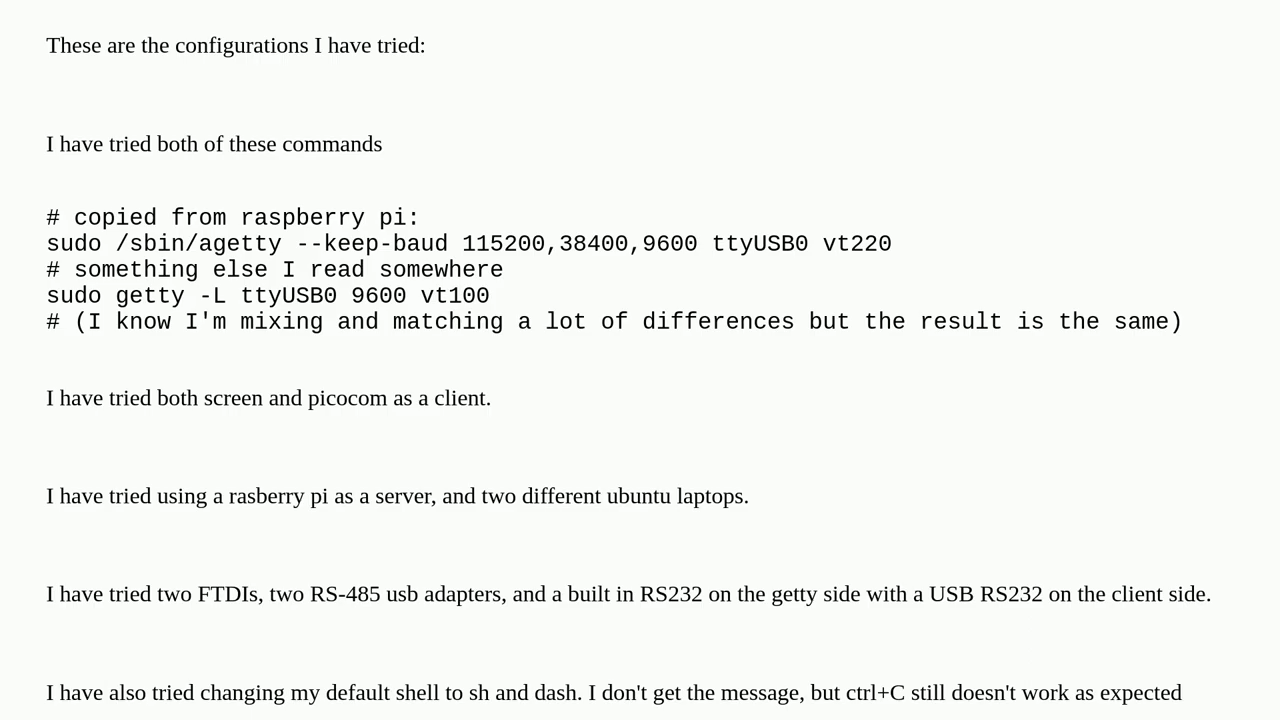 These are the configurations I have tried:
I have tried both of these commands
# copied from raspberry pi:
sudo /sbin/agetty --keep-baud 115200,38400,9600 ttyUSB0 vt220
# something else I read somewhere
sudo getty -L ttyUSB0 9600 vt100
# (I know I'm mixing and matching a lot of differences but the result is the same)
I have tried both screen and picocom as a client.
I have tried using a rasberry pi as a server, and two different ubuntu laptops.
I have tried two FTDIs, two RS-485 usb adapters, and a built in RS232 on the getty side with a USB RS232 on the client side.
I have also tried changing my default shell to sh and dash. I don't get the message, but ctrl+C still doesn't work as expected